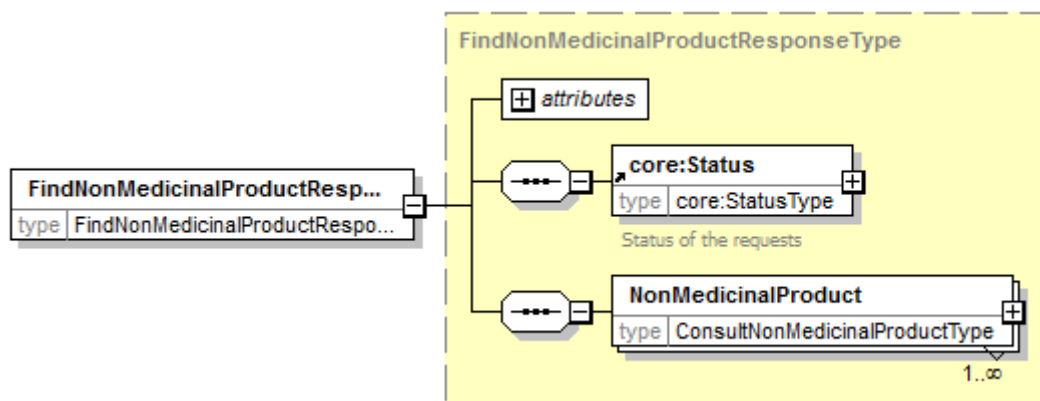 FindNonMedicinalProductResponseType
attributes
FindNonMedicinalProductResp...
type FindNonMedicinalProductRespo...
core:Status
type core:StatusType
Status of the requests
NonMedicinalProduct
type ConsultNonMedicinalProductType
1..∞